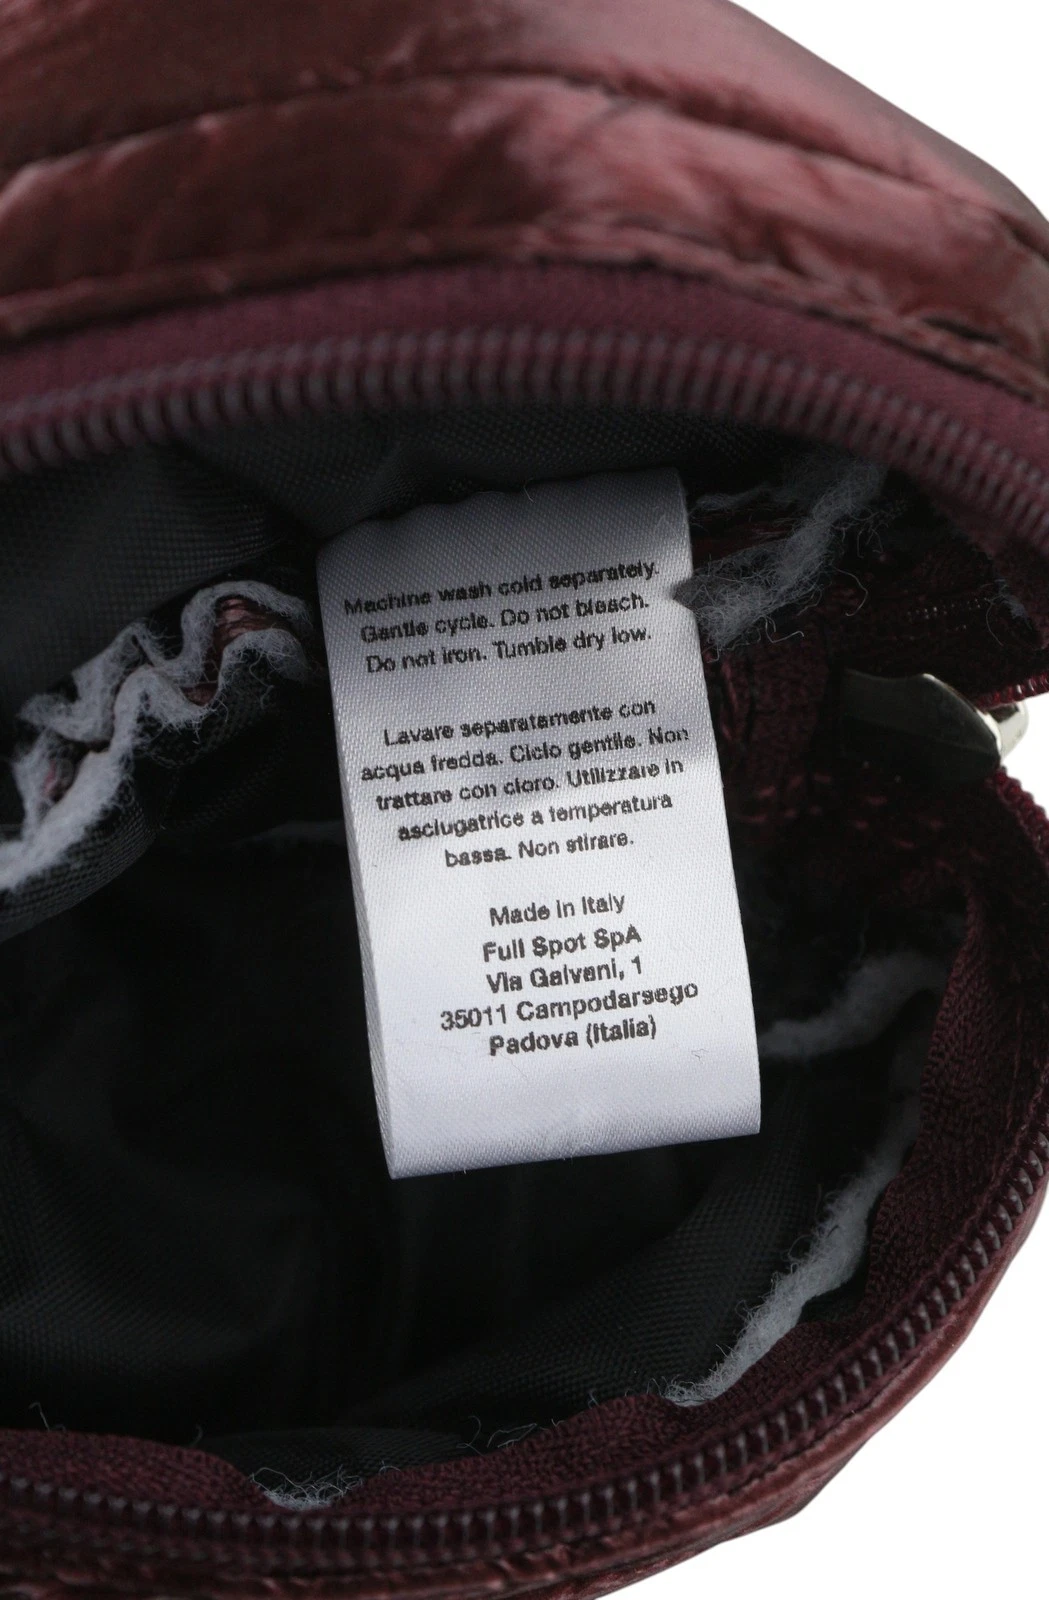 Machine wash cold separately.
Gentle cycle. Do not bleach.
Do not iron. Tumble dry low.
Lavare separatamente con
acqua fredda. Ciclo gentile. Non
trattare con cloro. Utilizzare in
asciugatrice a temperatura
bassa. Non stirare.
Made in Italy
Full Spot SpA
Via Galvani, 1
35011 Campodarsego
Padova (Italia)